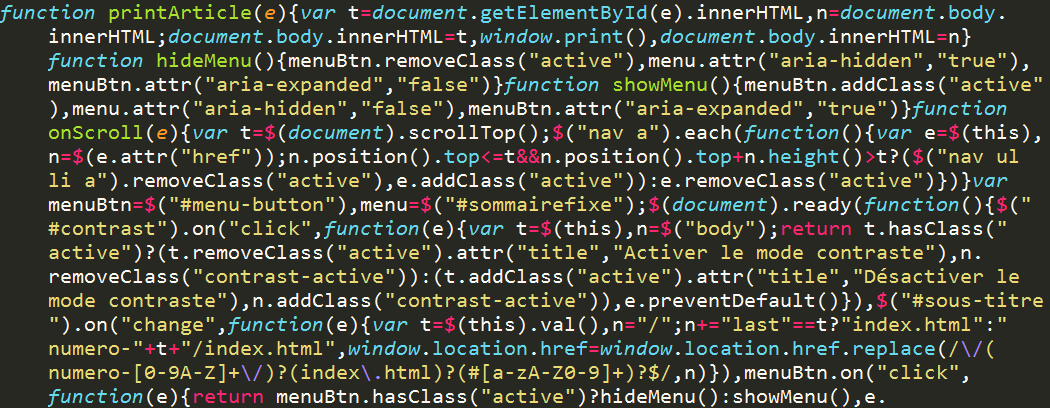 function printArticle(e){var t=document.getElementById(e).innerHTML,n=document.body.
innerHTML;document.body.innerHTML=t,window.print(),document.body.innerHTML=n}
function hideMenu(){menuBtn.removeClass("active"),menu.attr("aria-hidden","true"),
menuBtn.attr("aria-expanded","false")}function showMenu(){menuBtn.addClass("active"
),menu.attr("aria-hidden","false"),menuBtn.attr("aria-expanded","true")}function
onScroll(e){var t=$(document).scrollTop();$("nav a").each(function(){var e=$(this),
n=$(e.attr("href"));n.position().top<=t&&n.position().top+n.height()>t?($("nav ul
li a").removeClass("active"),e.addClass("active")):e.removeClass("active")})}var
menuBtn=$("#menu-button"),menu=$("#sommairefixe");$(document).ready(function(){$("
#contrast").on("click",function(e){var t=$(this),n=$("body");return t.hasClass("
active")?(t.removeClass("active").attr("title","Activer le mode contraste"),n.
removeClass("contrast-active")):(t.addClass("active").attr("title","Désactiver le
mode contraste"),n.addClass("contrast-active")),e.preventDefault()}),$("#sous-titre
").on("change",function(e){var t=$(this).val(),n="/";n+="last"==t?"index.html":"
numero-"+t+"/index.html",window.location.href=window.location.href.replace(/\/(
numero-[0-9A-Z]+\/)?(index\.html)?(#[a-zA-Z0-9]+)?$/,n)}),menuBtn.on("click",
function(e){return menuBtn.hasClass("active")?hideMenu():showMenu(),e.